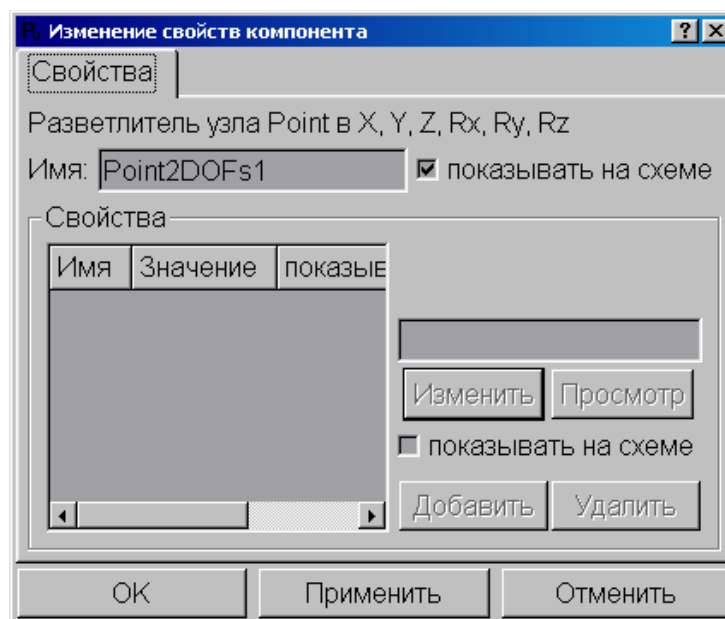 Изменение свойств компонента
Свойства
Разветлитель узла Point в X, Y, Z, Rx, Ry, Rz
Имя: Point2DOFs1 показывать на схеме
Свойства
Имя Значение показыв
Изменить Просмотр
показывать на схеме
Добавить Удалить
OK Применить Отменить